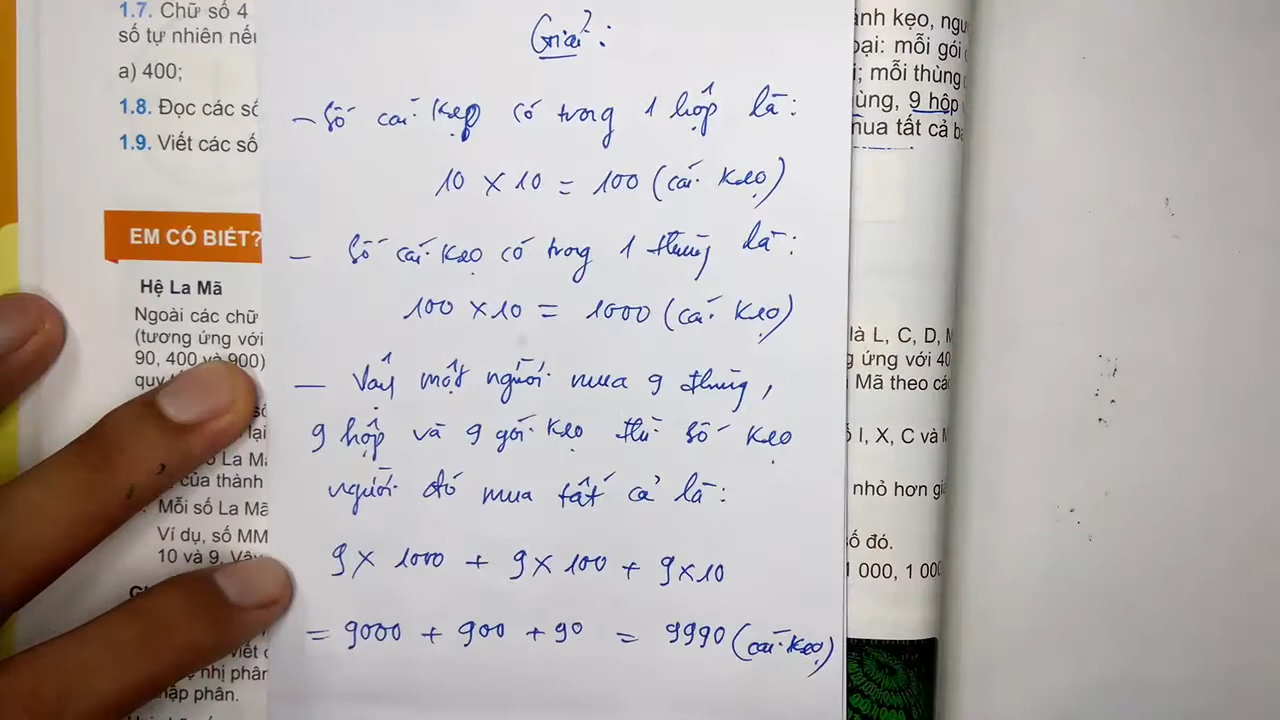 1.7. Chữ số 4
số tự nhiên nếu
a) 400;
1.8. Đọc các số
1.9. Viết các số
EM CÓ BIẾT?
Hệ La Mã
Ngoài các chữ
(tương ứng với
90, 400 và 900)
La Mã
của thành
Mỗi số La Mã
Ví dụ, số MM
10 và 9. Vậy
viết
nhị phân
thập phân.
Giải:
- Số cái kẹo có trong 1 hộp là:
10 x 10 = 100 (cái kẹo)
- Số cái kẹo có trong 1 thùng là:
100 x 10 = 1000 (cái kẹo)
- Vậy một người mua 9 thùng,
9 hộp và 9 gói kẹo thì số kẹo
người đó mua tất cả là:
9 x 1000 + 9 x 100 + 9 x 10
= 9000 + 900 + 90 = 9990 (cái kẹo)
bánh kẹo, ngư
loại: mỗi gói
; mỗi thùng
thùng, 9 hộp
mua tất cả b
là L, C, D, M
ứng với 40
Mã theo cá
I, X, C và M
nhỏ hơn gi
số đó.
1 000, 1 000